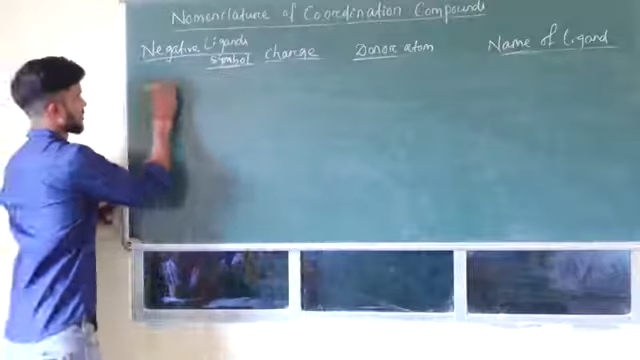 Nomenclature of Coordination Compounds
Negative Ligands
Symbol charge Donor atom Name of Ligand